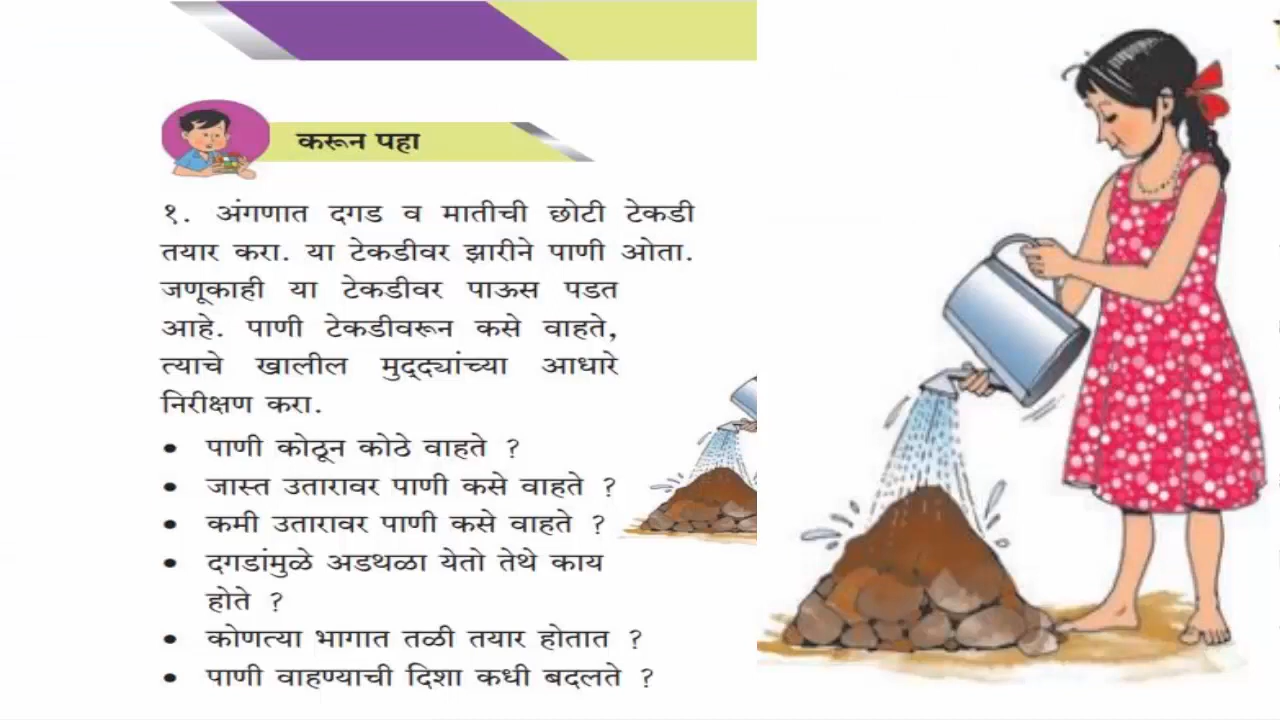 करून पहा
१. अंगणात दगड व मातीची छोटी टेकडी
तयार करा. या टेकडीवर झारीने पाणी ओता.
जणूकाही या टेकडीवर पाऊस पडत
आहे. पाणी टेकडीवरून कसे वाहते,
त्याचे खालील मुद्द्यांच्या आधारे
निरीक्षण करा.
• पाणी कोठून कोठे वाहते ?
• जास्त उतारावर पाणी कसे वाहते ?
• कमी उतारावर पाणी कसे वाहते ?
• दगडांमुळे अडथळा येतो तेथे काय
होते ?
• कोणत्या भागात तळी तयार होतात ?
• पाणी वाहण्याची दिशा कधी बदलते ?